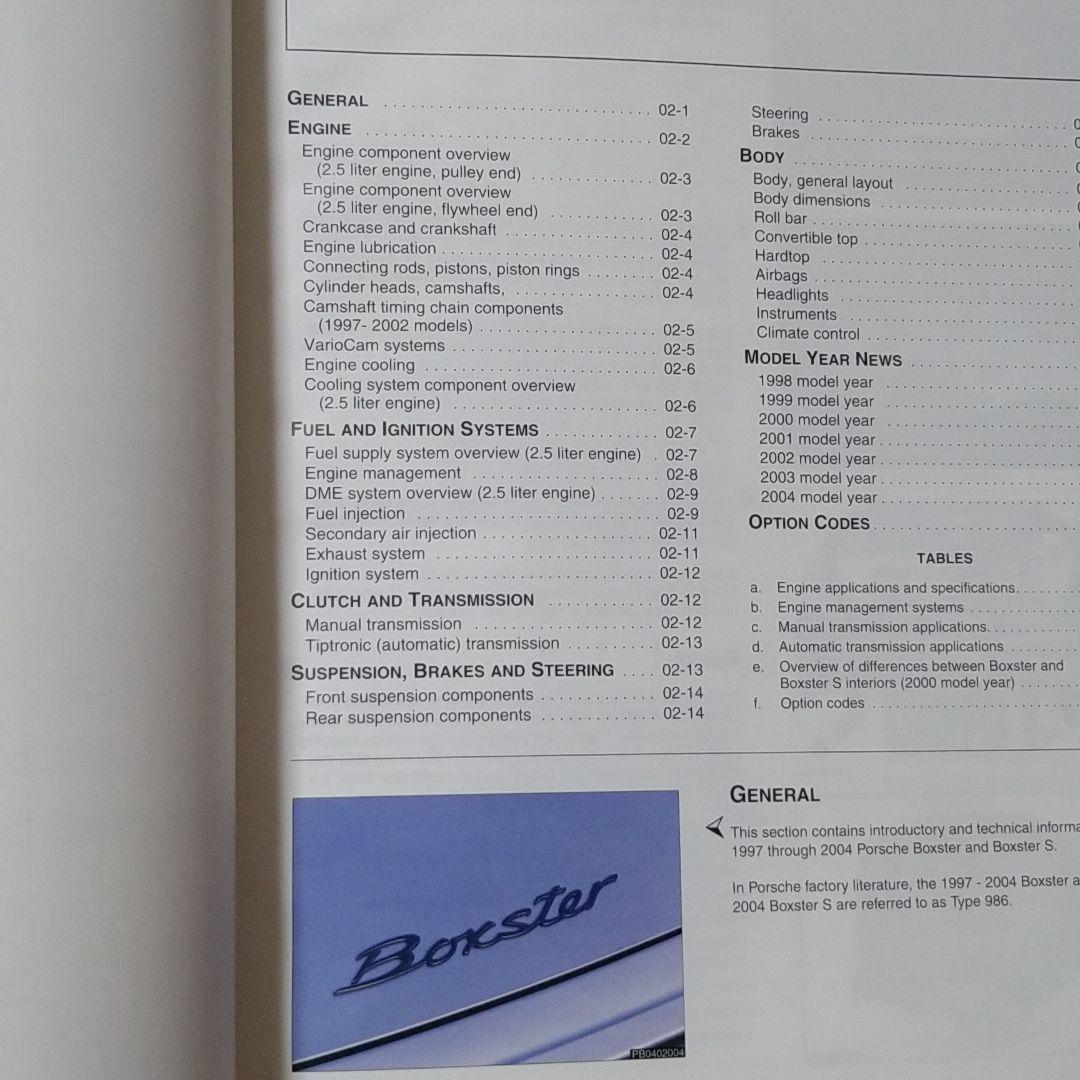 GENERAL ............................ 02-1
ENGINE ............................ 02-2
Engine component overview
(2.5 liter engine, pulley end) ............. 02-3
Engine component overview
(2.5 liter engine, flywheel end) ........... 02-3
Crankcase and crankshaft ................ 02-4
Engine lubrication ....................... 02-4
Connecting rods, pistons, piston rings ........ 02-4
Cylinder heads, camshafts, ............... 02-4
Camshaft timing chain components
(1997- 2002 models) ................... 02-5
VarioCam systems ...................... 02-5
Engine cooling ......................... 02-6
Cooling system component overview
(2.5 liter engine) ...................... 02-6
FUEL AND IGNITION SYSTEMS ............. 02-7
Fuel supply system overview (2.5 liter engine) . 02-7
Engine management .................... 02-8
DME system overview (2.5 liter engine) ....... 02-9
Fuel injection .......................... 02-9
Secondary air injection ................... 02-11
Exhaust system ........................ 02-11
Ignition system ......................... 02-12
CLUTCH AND TRANSMISSION ............ 02-12
Manual transmission .................... 02-12
Tiptronic (automatic) transmission .......... 02-13
SUSPENSION, BRAKES AND STEERING .... 02-13
Front suspension components ............. 02-14
Rear suspension components ............. 02-14
Steering ............................
Brakes ............................
BODY ..............................
Body, general layout ...................
Body dimensions .....................
Roll bar ............................
Convertible top .......................
Hardtop ...........................
Airbags ............................
Headlights ..........................
Instruments .........................
Climate control .......................
MODEL YEAR NEWS ..................
1998 model year .....................
1999 model year .....................
2000 model year .....................
2001 model year .....................
2002 model year .....................
2003 model year .....................
2004 model year .....................
OPTION CODES ......................
TABLES
a. Engine applications and specifications.......
b. Engine management systems ............
c. Manual transmission applications..........
d. Automatic transmission applications ........
e. Overview of differences between Boxster and
Boxster S interiors (2000 model year) .......
f. Option codes .......................
Boxster
PB0402004
GENERAL
This section contains introductory and technical informa
1997 through 2004 Porsche Boxster and Boxster S.
In Porsche factory literature, the 1997 - 2004 Boxster a
2004 Boxster S are referred to as Type 986.